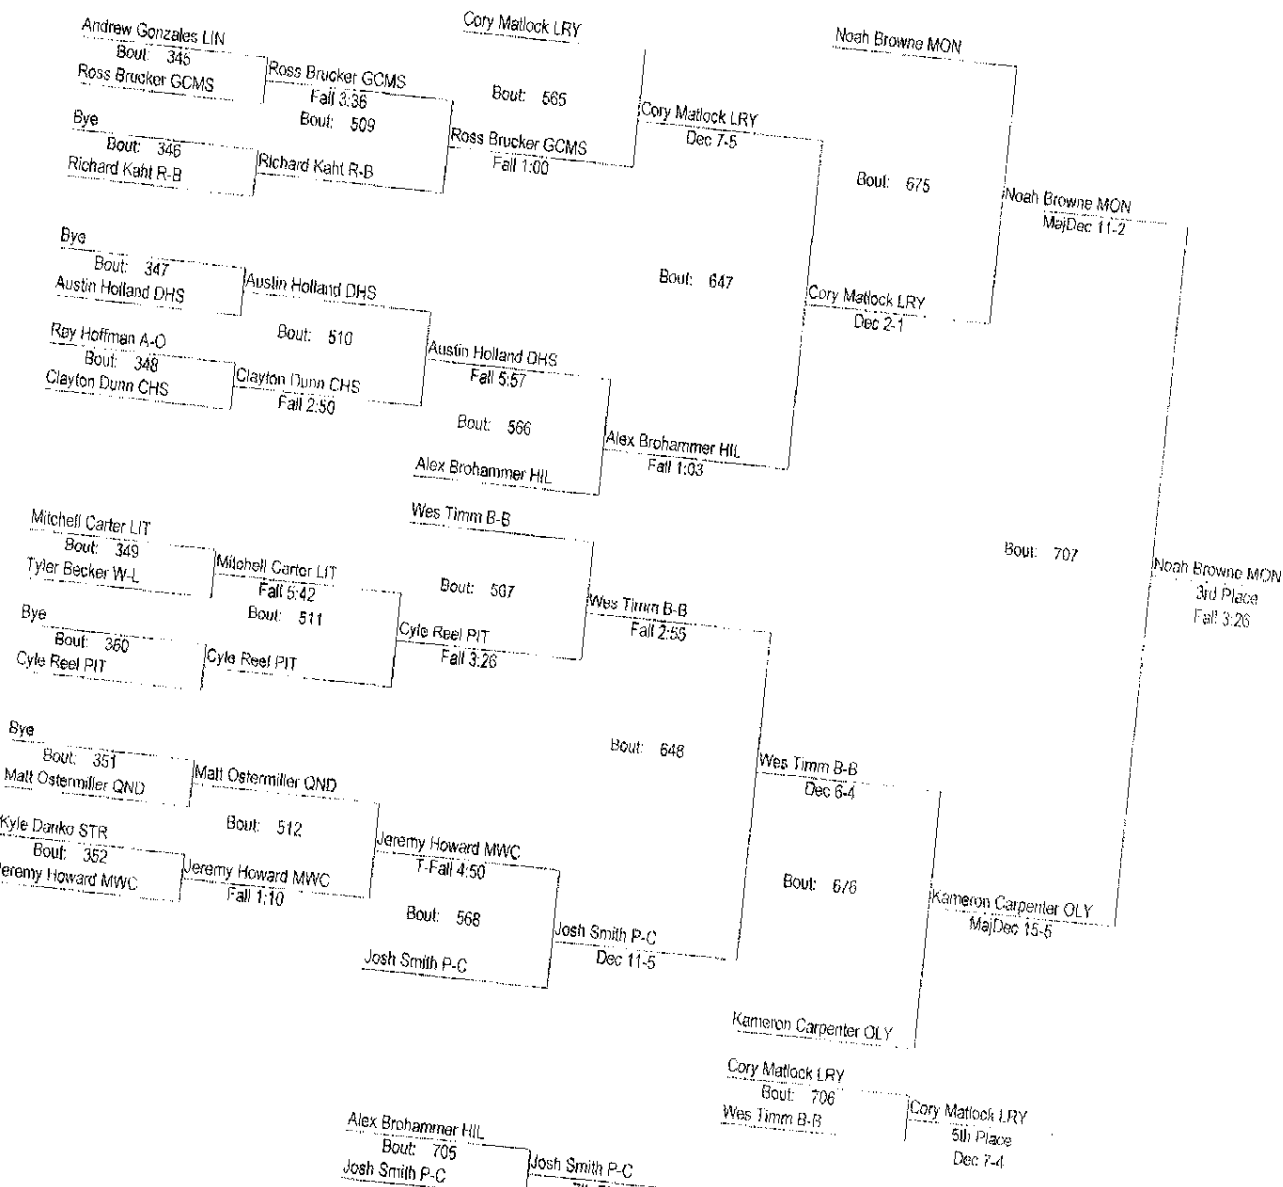 Andrew Gonzales LIN
Bout: 345
Ross Brucker GCMS
Ross Brucker GCMS
Fall 3:36
Bout: 509
Bye
Bout: 346
Richard Kaht R-B
Richard Kaht R-B
Cory Matlock LRY
Bout: 565
Ross Brucker GCMS
Fall 1:00
Cory Matlock LRY
Dec 7-5
Noah Browne MON
Bout: 675
Noah Browne MON
MajDec 11-2
Bye
Bout: 347
Austin Holland DHS
Austin Holland DHS
Bout: 510
Ray Hoffman A-O
Bout: 348
Clayton Dunn CHS
Clayton Dunn CHS
Fall 2:50
Austin Holland DHS
Fall 5:57
Bout: 566
Alex Brohammer HIL
Bout: 647
Alex Brohammer HIL
Fall 1:03
Cory Matlock LRY
Dec 2-1
Mitchell Carter LIT
Bout: 349
Tyler Becker W-L
Mitchell Carter LIT
Fall 5:42
Bout: 511
Bye
Bout: 350
Cyle Reel PIT
Cyle Reel PIT
Wes Timm B-B
Bout: 567
Cyle Reel PIT
Fall 3:26
Wes Timm B-B
Fall 2:55
Bout: 707
Noah Browne MON
3rd Place
Fall 3:26
Bye
Bout: 351
Matt Ostermiller QND
Matt Ostermiller QND
Bout: 512
Kyle Danko STR
Bout: 352
Jeremy Howard MWC
Jeremy Howard MWC
Fall 1:10
Jeremy Howard MWC
T-Fall 4:50
Bout: 568
Josh Smith P-C
Bout: 648
Josh Smith P-C
Dec 11-5
Wes Timm B-B
Dec 6-4
Bout: 676
Kameron Carpenter OLY
Kameron Carpenter OLY
MajDec 15-5
Cory Matlock LRY
Bout: 706
Wes Timm B-B
Cory Matlock LRY
5th Place
Dec 7-4
Alex Brohammer HIL
Bout: 705
Josh Smith P-C
Josh Smith P-C